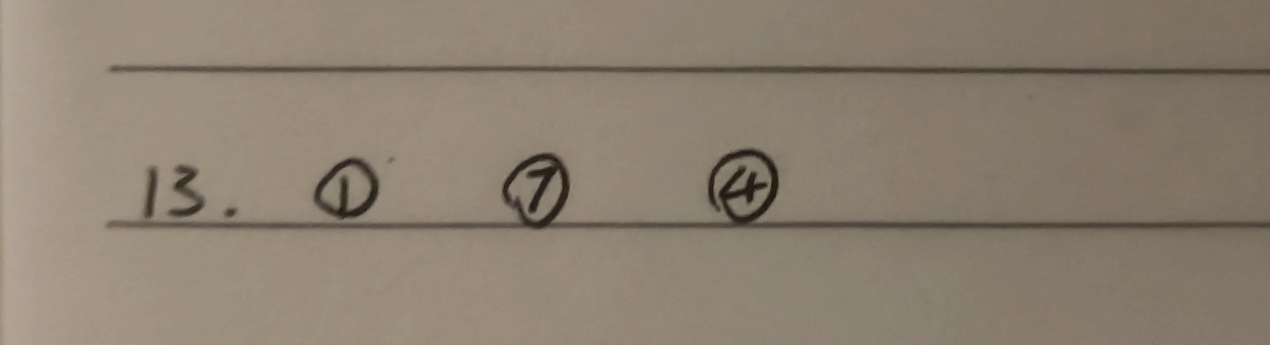 13. ① ⑦ ④